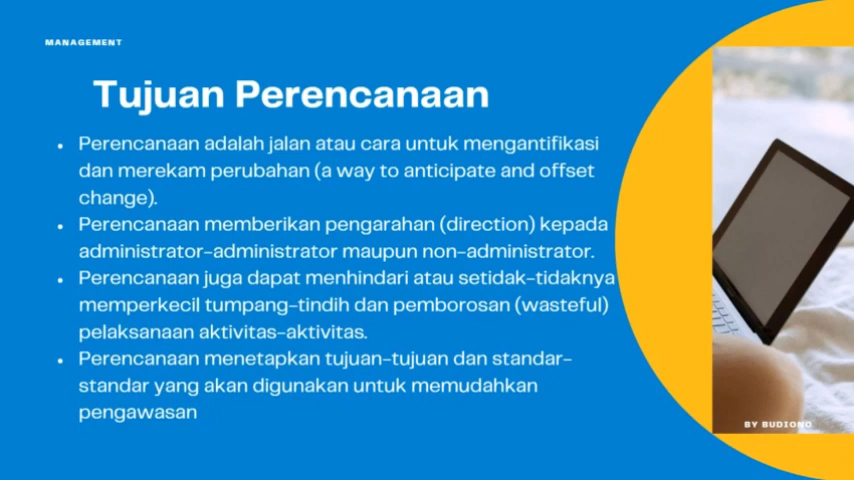 MANAGEMENT
Tujuan Perencanaan
• Perencanaan adalah jalan atau cara untuk mengantifikasi
dan merekam perubahan (a way to anticipate and offset
change).
• Perencanaan memberikan pengarahan (direction) kepada
administrator-administrator maupun non-administrator.
• Perencanaan juga dapat menhindari atau setidak-tidaknya
memperkecil tumpang-tindih dan pemborosan (wasteful)
pelaksanaan aktivitas-aktivitas.
• Perencanaan menetapkan tujuan-tujuan dan standar-
standar yang akan digunakan untuk memudahkan
pengawasan
BY BUDIONO